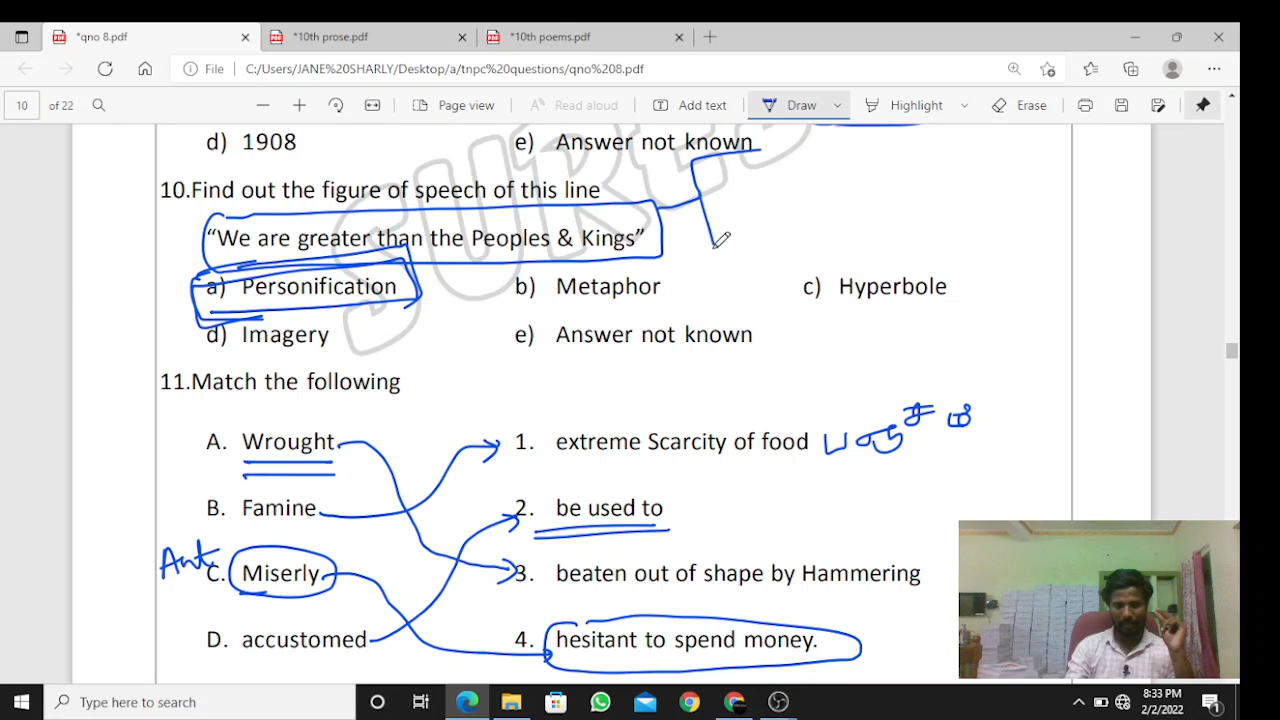 *qno 8.pdf
*10th prose.pdf
*10th poems.pdf
File C:/Users/JANE%20SHARLY/Desktop/a/tnpc%20questions/qno%208.pdf
10 of 22
Page view
Read aloud
Add text
Draw
Highlight
Erase
d) 1908 e) Answer not known
10.Find out the figure of speech of this line
“We are greater than the Peoples & Kings”
a) Personification b) Metaphor c) Hyperbole
d) Imagery e) Answer not known
11.Match the following
A. Wrought 1. extreme Scarcity of food
B. Famine 2. be used to
Ant
C. Miserly 3. beaten out of shape by Hammering
D. accustomed 4. hesitant to spend money.
Type here to search
8:33 PM
2/2/2022
1